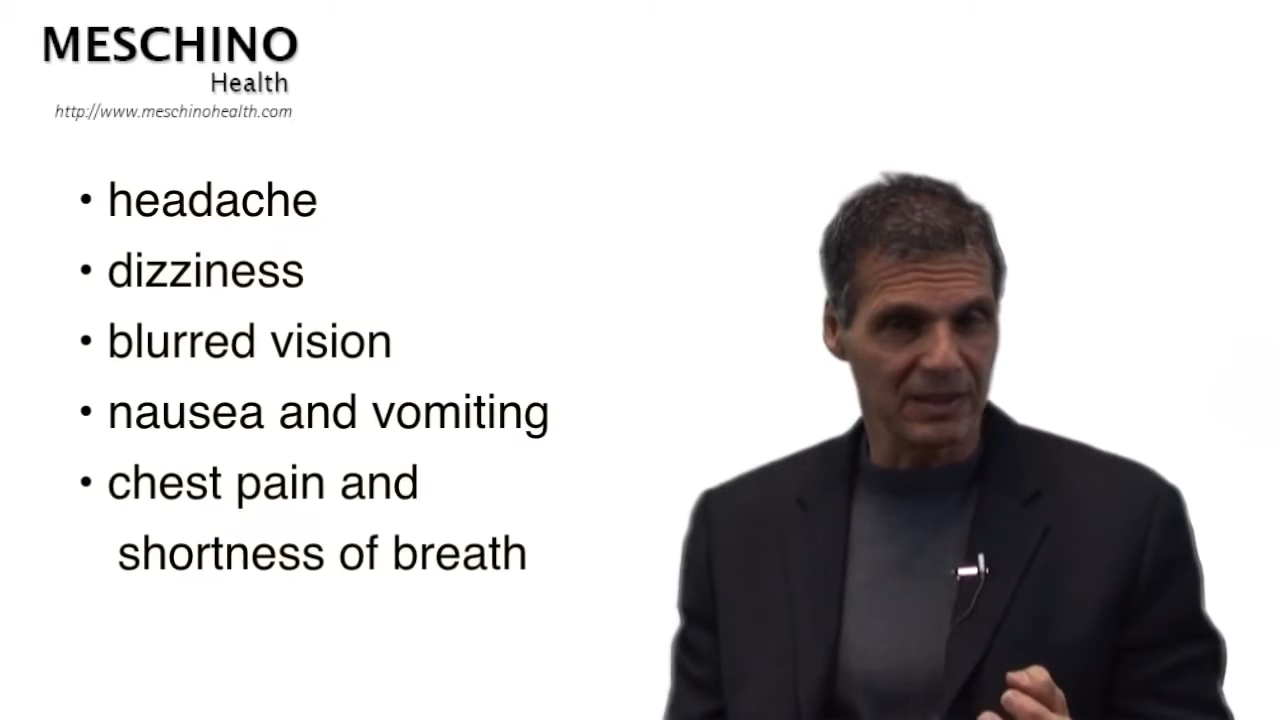 MESCHINO
Health
http://www.meschinohealth.com
• headache
• dizziness
• blurred vision
• nausea and vomiting
• chest pain and
shortness of breath